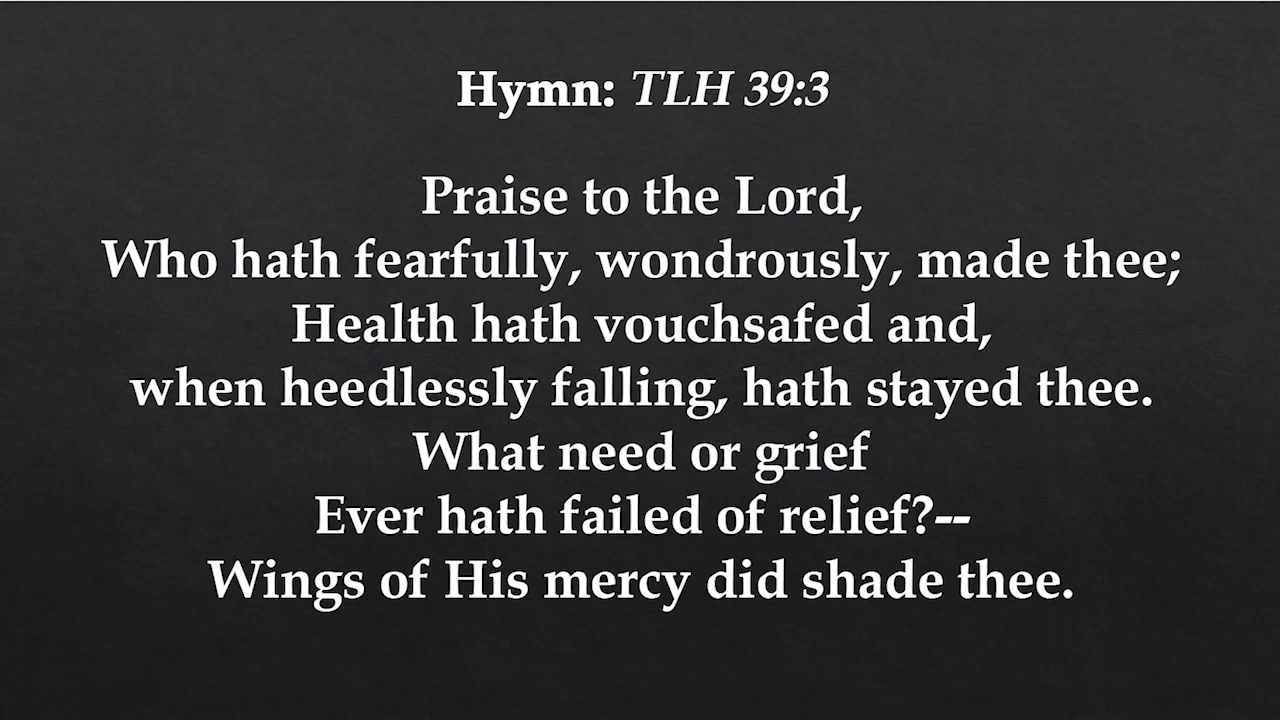 Hymn: TLH 39:3
Praise to the Lord,
Who hath fearfully, wondrously, made thee;
Health hath vouchsafed and,
when heedlessly falling, hath stayed thee.
What need or grief
Ever hath failed of relief?--
Wings of His mercy did shade thee.